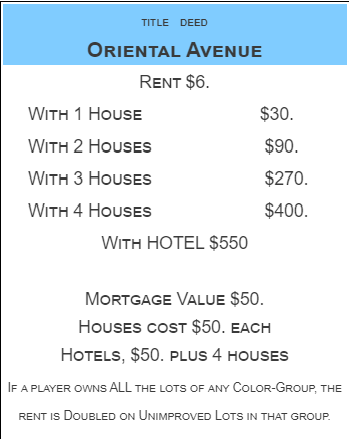 TITLE DEED
ORIENTAL AVENUE
RENT $6.
WITH 1 HOUSE $30.
WITH 2 HOUSES $90.
WITH 3 HOUSES $270.
WITH 4 HOUSES $400.
WITH HOTEL $550
MORTGAGE VALUE $50.
HOUSES COST $50. EACH
HOTELS, $50. PLUS 4 HOUSES
IF A PLAYER OWNS ALL THE LOTS OF ANY COLOR-GROUP, THE
RENT IS DOUBLED ON UNIMPROVED LOTS IN THAT GROUP.